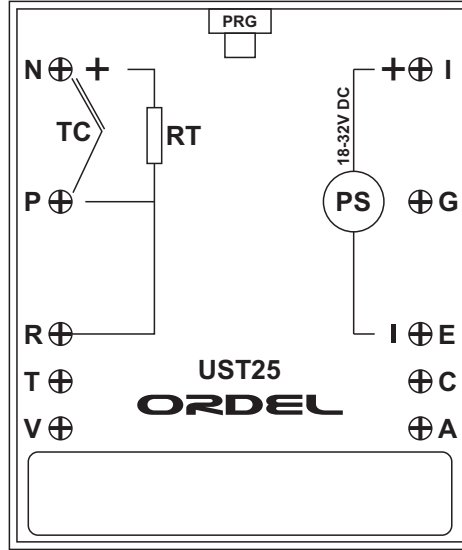 PRG
N + + I
TC
RT
18-32V DC
P
PS
G
R
I E
T
UST25
C
ORDEL
V
A